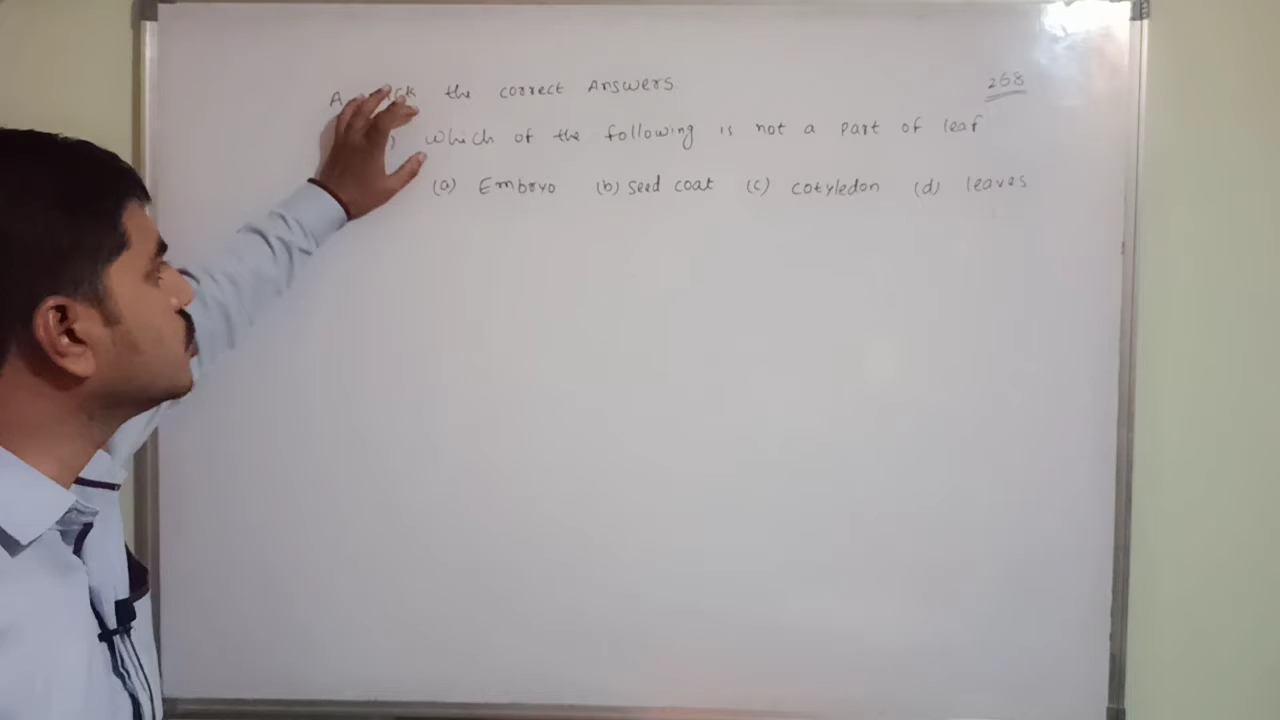 A the correct Answers
268
) which of the following is not a part of leaf
(a) Embryo (b) seed coat (c) cotyledon (d) leaves